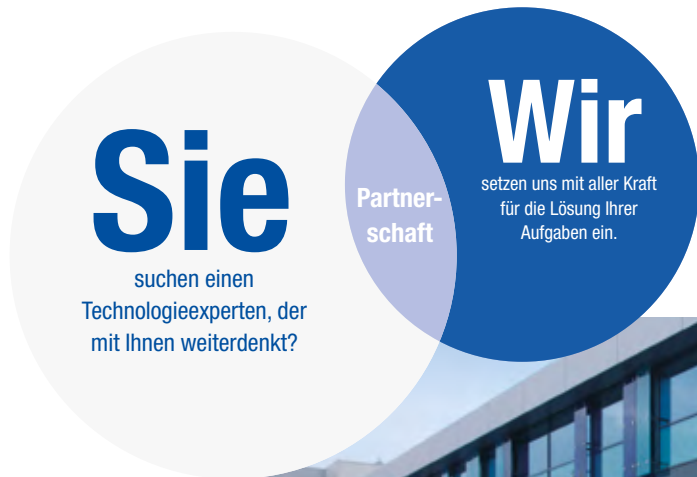 Sie
suchen einen
Technologieexperten, der
mit Ihnen weiterdenkt?
Partner-
schaft
Wir
setzen uns mit aller Kraft
für die Lösung Ihrer
Aufgaben ein.